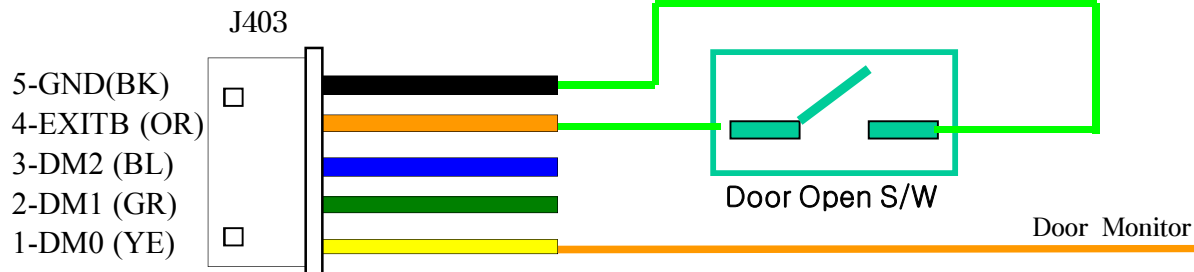 J403
5-GND(BK)
4-EXITB (OR)
3-DM2 (BL)
2-DM1 (GR)
1-DM0 (YE)
Door Open S/W
Door Monitor